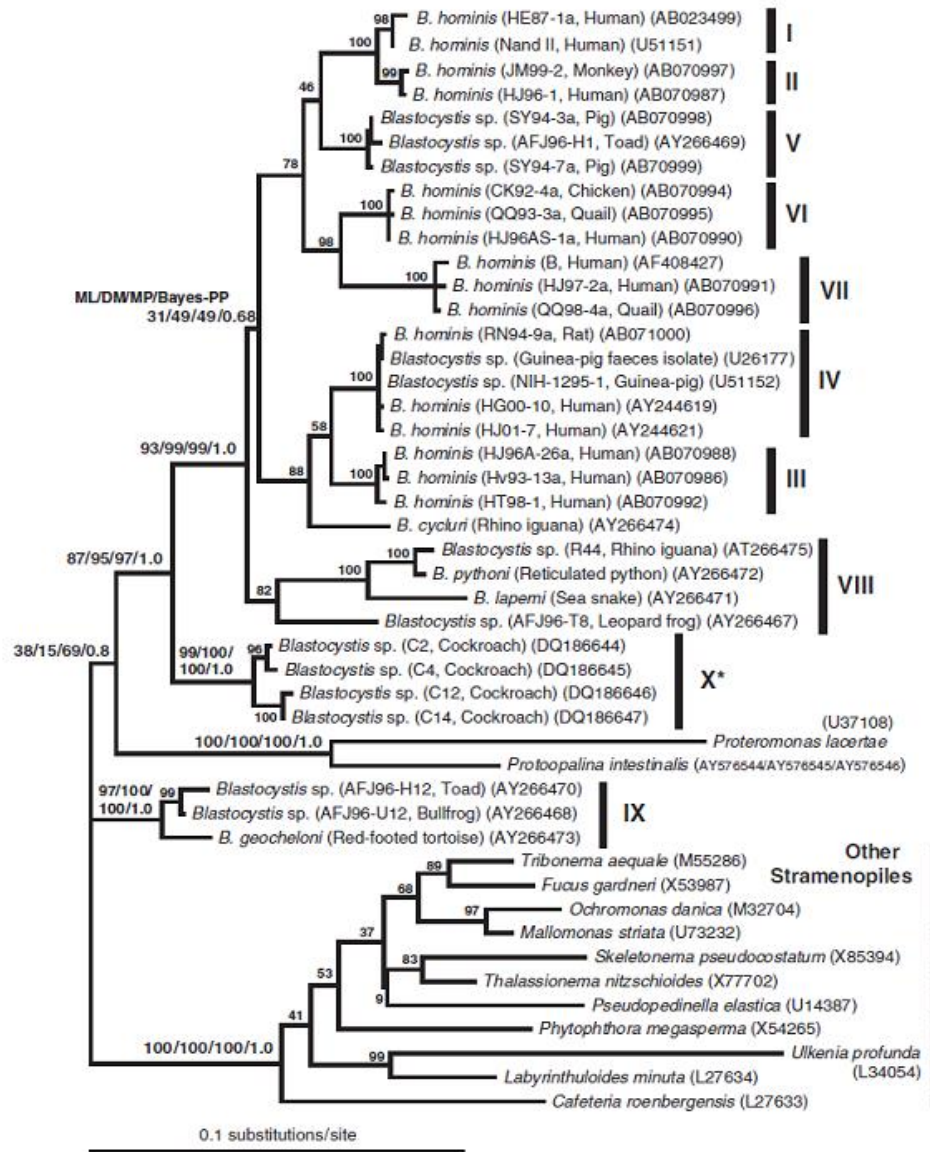 98 B. hominis (HE87-1a, Human) (AB023499)
I
100 B. hominis (Nand II, Human) (U51151)
99 B. hominis (JM99-2, Monkey) (AB070997)
II
46 B. hominis (HJ96-1, Human) (AB070987)
Blastocystis sp. (SY94-3a, Pig) (AB070998)
100 Blastocystis sp. (AFJ96-H1, Toad) (AY266469)
V
78 Blastocystis sp. (SY94-7a, Pig) (AB70999)
B. hominis (CK92-4a, Chicken) (AB070994)
100 B. hominis (QQ93-3a, Quail) (AB070995)
VI
98 B. hominis (HJ96AS-1a, Human) (AB070990)
B. hominis (B, Human) (AF408427)
100 B. hominis (HJ97-2a, Human) (AB070991)
VII
ML/DM/MP/Bayes-PP
31/49/49/0.68
B. hominis (QQ98-4a, Quail) (AB070996)
B. hominis (RN94-9a, Rat) (AB071000)
Blastocystis sp. (Guinea-pig faeces isolate) (U26177)
100 Blastocystis sp. (NIH-1295-1, Guinea-pig) (U51152)
IV
B. hominis (HG00-10, Human) (AY244619)
58 B. hominis (HJ01-7, Human) (AY244621)
93/99/99/1.0
B. hominis (HJ96A-26a, Human) (AB070988)
88 100 B. hominis (Hv93-13a, Human) (AB070986)
III
B. hominis (HT98-1, Human) (AB070992)
B. cycluri (Rhino iguana) (AY266474)
87/95/97/1.0
100 Blastocystis sp. (R44, Rhino iguana) (AT266475)
100 B. pythoni (Reticulated python) (AY266472)
VIII
82 B. lapemi (Sea snake) (AY266471)
Blastocystis sp. (AFJ96-T8, Leopard frog) (AY266467)
38/15/69/0.8
99/100/
100/1.0
96 Blastocystis sp. (C2, Cockroach) (DQ186644)
Blastocystis sp. (C4, Cockroach) (DQ186645)
X*
Blastocystis sp. (C12, Cockroach) (DQ186646)
100 Blastocystis sp. (C14, Cockroach) (DQ186647)
(U37108)
100/100/100/1.0 Proteromonas lacertae
Protoopalina intestinalis (AY576544/AY576545/AY576546)
97/100/
100/1.0
99 Blastocystis sp. (AFJ96-H12, Toad) (AY266470)
Blastocystis sp. (AFJ96-U12, Bullfrog) (AY266468)
IX
B. geocheloni (Red-footed tortoise) (AY266473)
Other
Stramenopiles
89 Tribonema aequale (M55286)
68 Fucus gardneri (X53987)
97 Ochromonas danica (M32704)
37 Mallomonas striata (U73232)
83 Skeletonema pseudocostatum (X85394)
53 Thalassionema nitzschioides (X77702)
9 Pseudopedinella elastica (U14387)
41 Phytophthora megasperma (X54265)
100/100/100/1.0
99 Ulkenia profunda
(L34054)
Labyrinthuloides minuta (L27634)
Cafeteria roenbergensis (L27633)
0.1 substitutions/site